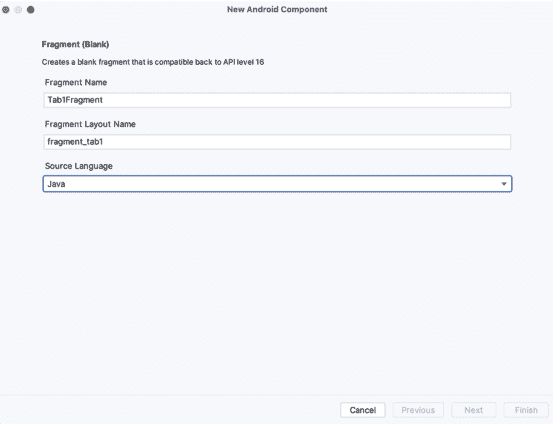 New Android Component
Fragment (Blank)
Creates a blank fragment that is compatible back to API level 16
Fragment Name
Tab1Fragment
Fragment Layout Name
fragment_tab1
Source Language
Java
Cancel Previous Next Finish